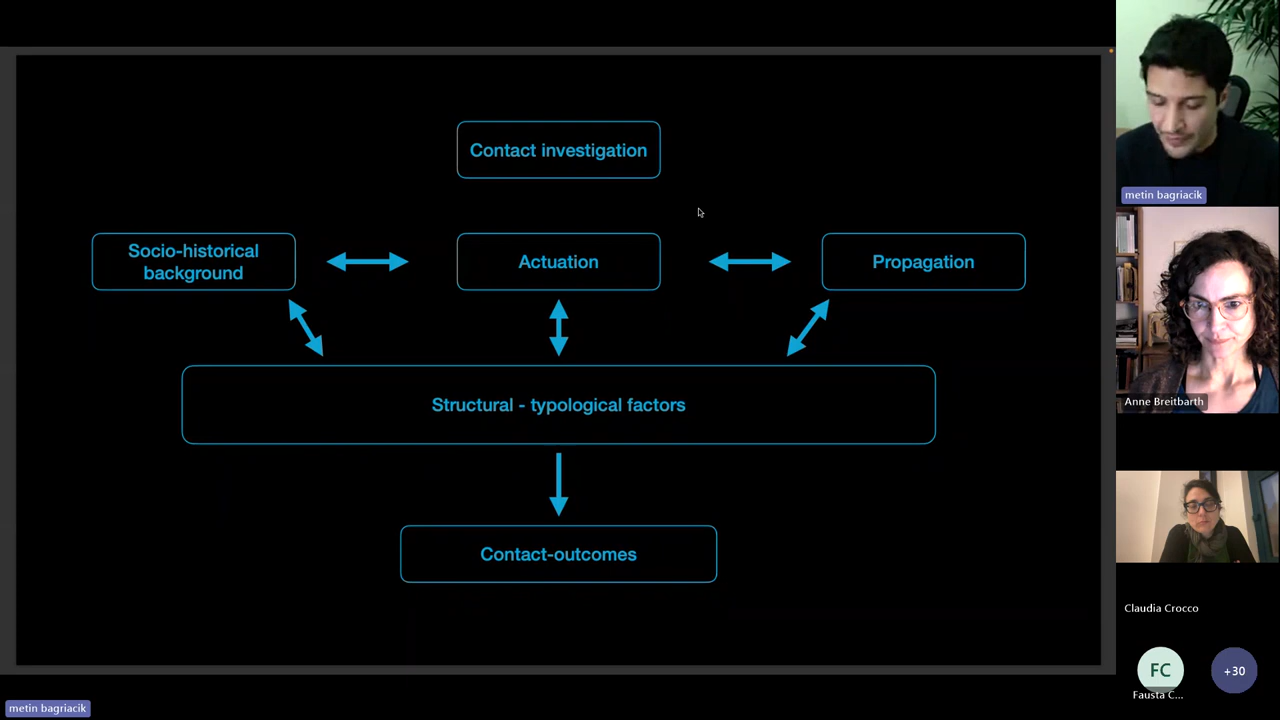 Contact investigation
Socio-historical
background
Actuation
Propagation
Structural - typological factors
Contact-outcomes
metin bagriacik
Anne Breitbarth
Claudia Crocco
FC
+30
Fausta C...
metin bagriacik